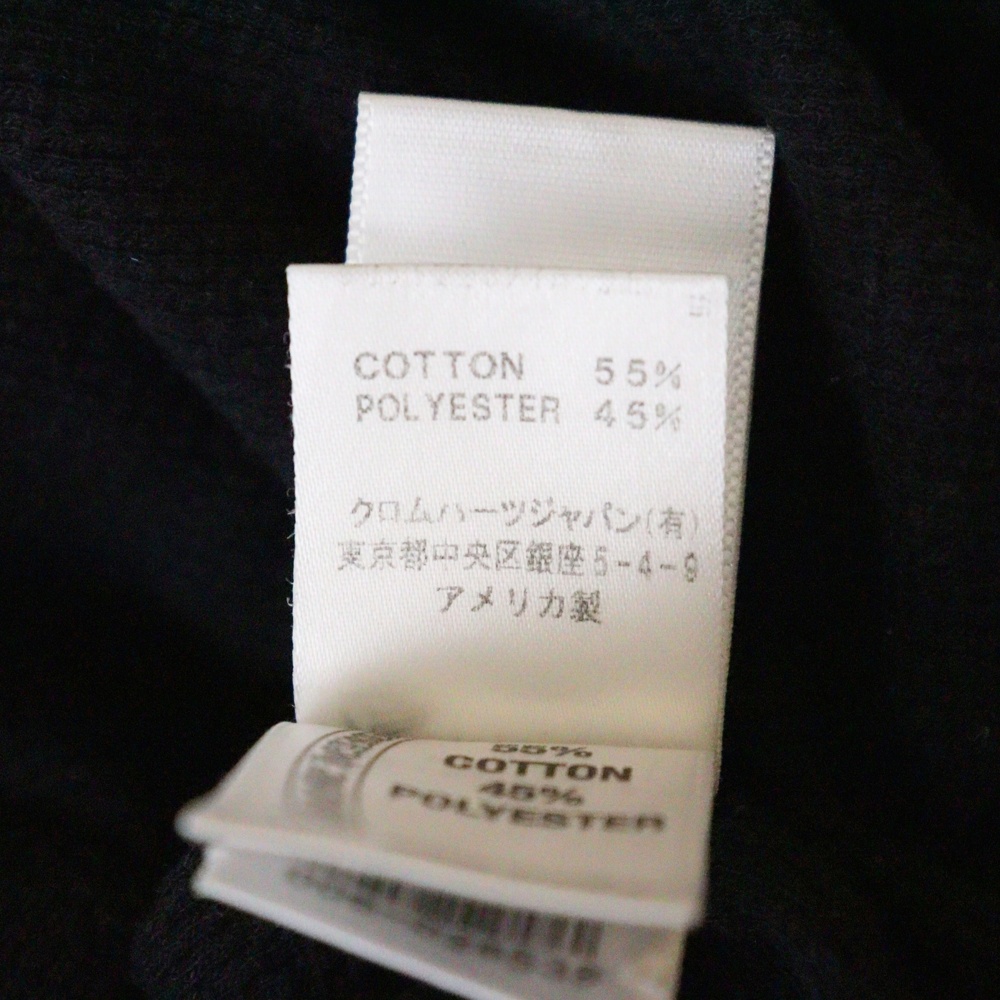 COTTON 55%
POLYESTER 45%
クロムハーツジャパン(有)
東京都中央区銀座5-4-9
アメリカ製
55%
COTTON
45%
POLYESTER